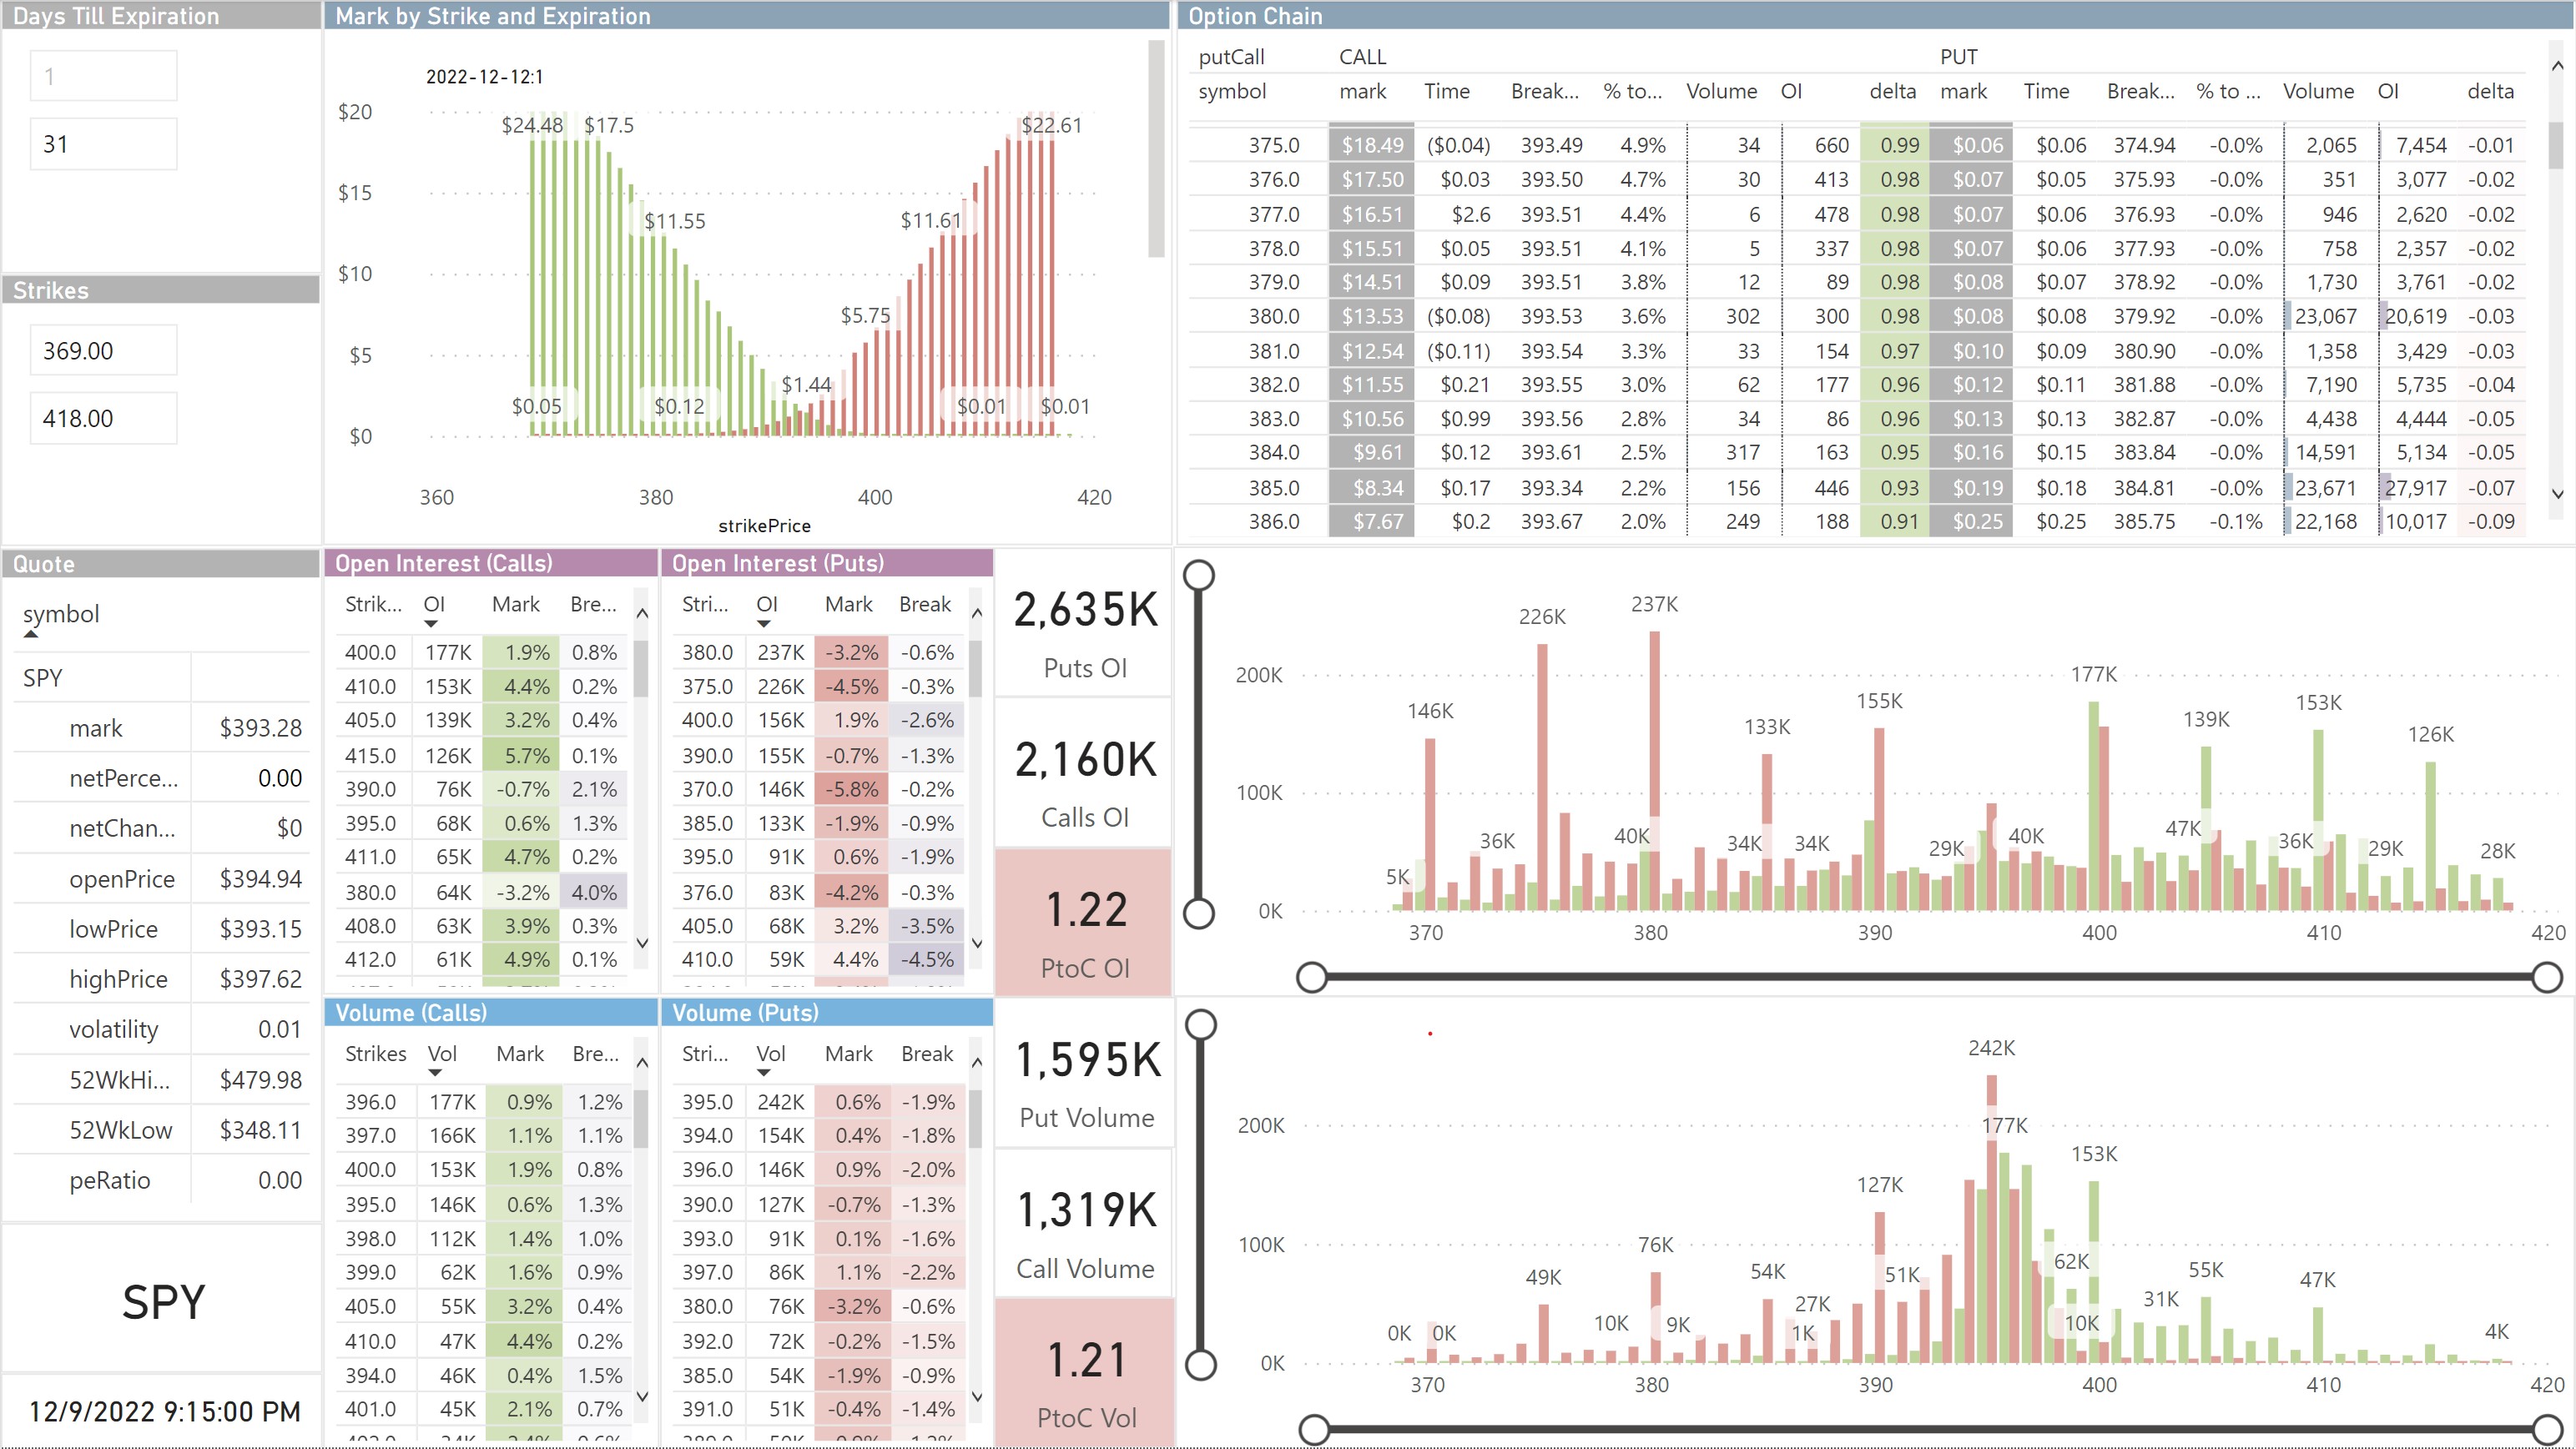 Days Till Expiration
1
31
Strikes
369.00
418.00
Mark by Strike and Expiration
2022-12-12:1
$20
$15
$10
$5
$0
$24.48 $17.5 $22.61
$11.55 $11.61
$5.75
$1.44
$0.05 $0.12 $0.01 $0.01
360 380 400 420
strikePrice
Option Chain
putCall CALL PUT
symbol mark Time Break... % to... Volume OI delta mark Time Break... % to ... Volume OI delta
375.0 $18.49 ($0.04) 393.49 4.9% 34 660 0.99 $0.06 $0.06 374.94 -0.0% 2,065 7,454 -0.01
376.0 $17.50 $0.03 393.50 4.7% 30 413 0.98 $0.07 $0.05 375.93 -0.0% 351 3,077 -0.02
377.0 $16.51 $2.6 393.51 4.4% 6 478 0.98 $0.07 $0.06 376.93 -0.0% 946 2,620 -0.02
378.0 $15.51 $0.05 393.51 4.1% 5 337 0.98 $0.07 $0.06 377.93 -0.0% 758 2,357 -0.02
379.0 $14.51 $0.09 393.51 3.8% 12 89 0.98 $0.08 $0.07 378.92 -0.0% 1,730 3,761 -0.02
380.0 $13.53 ($0.08) 393.53 3.6% 302 300 0.98 $0.08 $0.08 379.92 -0.0% 23,067 20,619 -0.03
381.0 $12.54 ($0.11) 393.54 3.3% 33 154 0.97 $0.10 $0.09 380.90 -0.0% 1,358 3,429 -0.03
382.0 $11.55 $0.21 393.55 3.0% 62 177 0.96 $0.12 $0.11 381.88 -0.0% 7,190 5,735 -0.04
383.0 $10.56 $0.99 393.56 2.8% 34 86 0.96 $0.13 $0.13 382.87 -0.0% 4,438 4,444 -0.05
384.0 $9.61 $0.12 393.61 2.5% 317 163 0.95 $0.16 $0.15 383.84 -0.0% 14,591 5,134 -0.05
385.0 $8.34 $0.17 393.34 2.2% 156 446 0.93 $0.19 $0.18 384.81 -0.0% 23,671 27,917 -0.07
386.0 $7.67 $0.2 393.67 2.0% 249 188 0.91 $0.25 $0.25 385.75 -0.1% 22,168 10,017 -0.09
Quote
symbol
SPY
mark $393.28
netPerce... 0.00
netChan... $0
openPrice $394.94
lowPrice $393.15
highPrice $397.62
volatility 0.01
52WkHi... $479.98
52WkLow $348.11
peRatio 0.00
SPY
12/9/2022 9:15:00 PM
Open Interest (Calls)
Strik... OI Mark Bre...
400.0 177K 1.9% 0.8%
410.0 153K 4.4% 0.2%
405.0 139K 3.2% 0.4%
415.0 126K 5.7% 0.1%
390.0 76K -0.7% 2.1%
395.0 68K 0.6% 1.3%
411.0 65K 4.7% 0.2%
380.0 64K -3.2% 4.0%
408.0 63K 3.9% 0.3%
412.0 61K 4.9% 0.1%
Open Interest (Puts)
Stri... OI Mark Break
380.0 237K -3.2% -0.6%
375.0 226K -4.5% -0.3%
400.0 156K 1.9% -2.6%
390.0 155K -0.7% -1.3%
370.0 146K -5.8% -0.2%
385.0 133K -1.9% -0.9%
395.0 91K 0.6% -1.9%
376.0 83K -4.2% -0.3%
405.0 68K 3.2% -3.5%
410.0 59K 4.4% -4.5%
2,635K
Puts OI
2,160K
Calls OI
1.22
PtoC OI
237K
226K
200K 177K
146K 155K 153K
133K 139K 126K
100K
36K 40K 34K 34K 29K 40K 47K 36K 29K 28K
5K
0K
370 380 390 400 410 420
Volume (Calls)
Strikes Vol Mark Bre...
396.0 177K 0.9% 1.2%
397.0 166K 1.1% 1.1%
400.0 153K 1.9% 0.8%
395.0 146K 0.6% 1.3%
398.0 112K 1.4% 1.0%
399.0 62K 1.6% 0.9%
405.0 55K 3.2% 0.4%
410.0 47K 4.4% 0.2%
394.0 46K 0.4% 1.5%
401.0 45K 2.1% 0.7%
Volume (Puts)
Stri... Vol Mark Break
395.0 242K 0.6% -1.9%
394.0 154K 0.4% -1.8%
396.0 146K 0.9% -2.0%
390.0 127K -0.7% -1.3%
393.0 91K 0.1% -1.6%
397.0 86K 1.1% -2.2%
380.0 76K -3.2% -0.6%
392.0 72K -0.2% -1.5%
385.0 54K -1.9% -0.9%
391.0 51K -0.4% -1.4%
1,595K
Put Volume
1,319K
Call Volume
1.21
PtoC Vol
242K
200K 177K
153K
127K
100K 76K 62K
49K 54K 51K 55K 47K
0K 0K 10K 9K 27K 1K 10K 31K 4K
0K
370 380 390 400 410 420